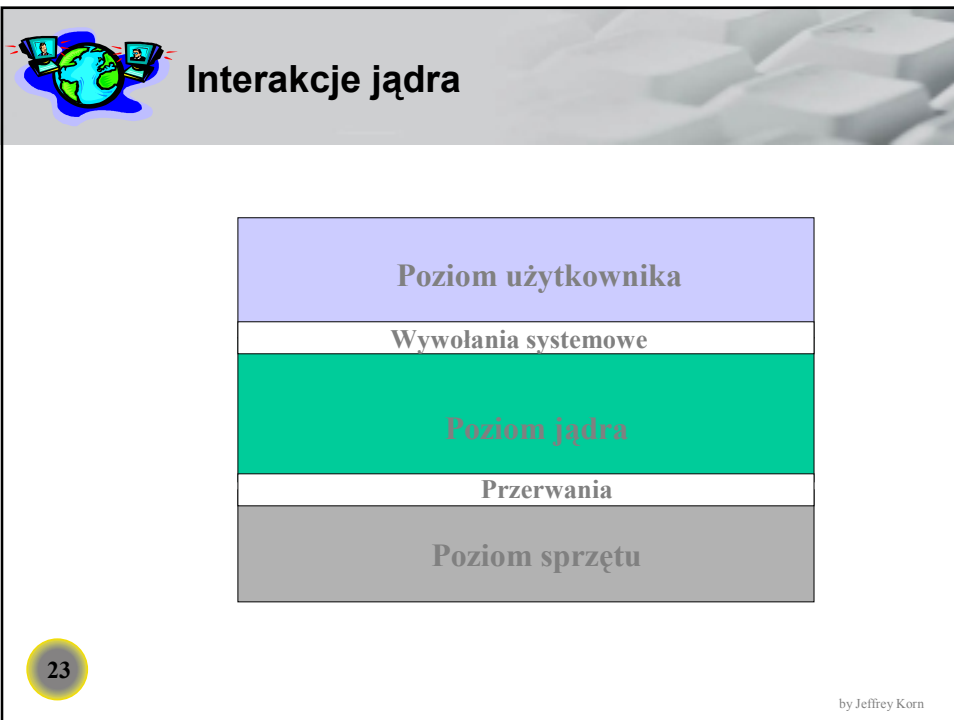 Interakcje jądra
Poziom użytkownika
Wywołania systemowe
Poziom jądra
Przerwania
Poziom sprzętu
23
by Jeffrey Korn